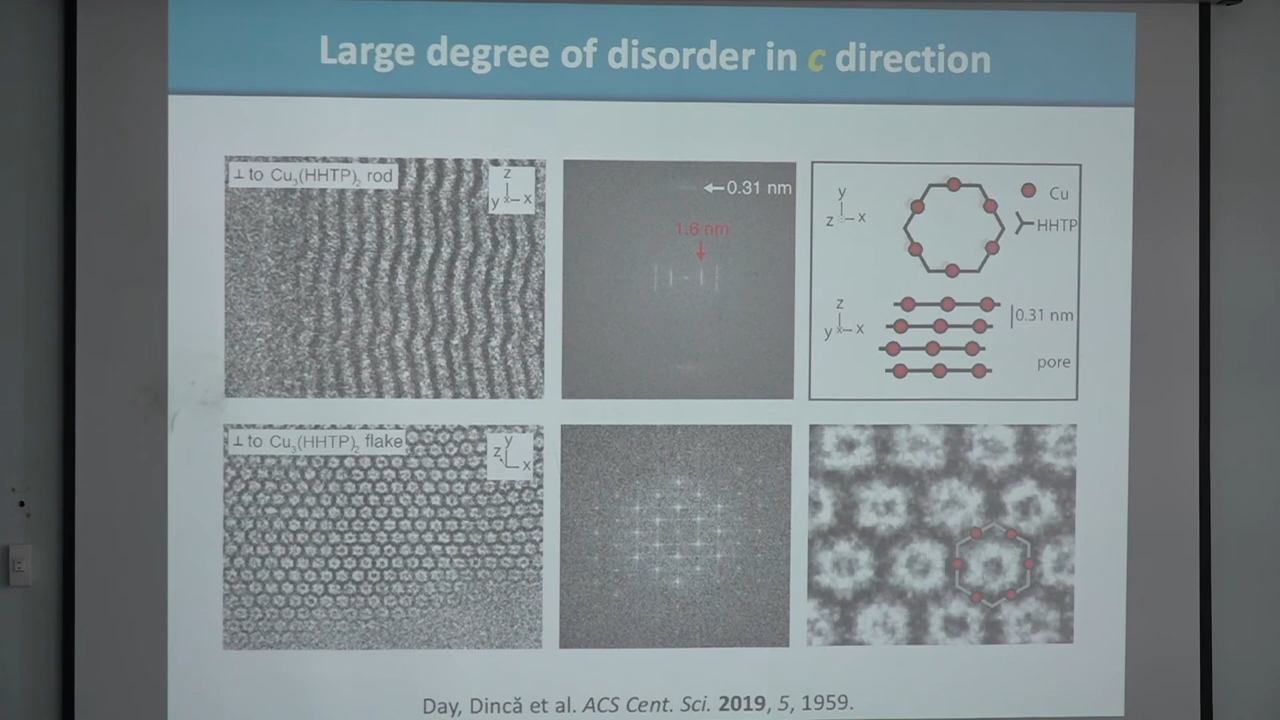 Large degree of disorder in c direction
⊥ to Cu₃(HHTP)₂ rod
z
y x
←0.31 nm
1.6 nm
y
z x
Cu
HHTP
z
y x
0.31 nm
pore
⊥ to Cu₃(HHTP)₂ flake
y
z
x
Day, Dincă et al. ACS Cent. Sci. 2019, 5, 1959.